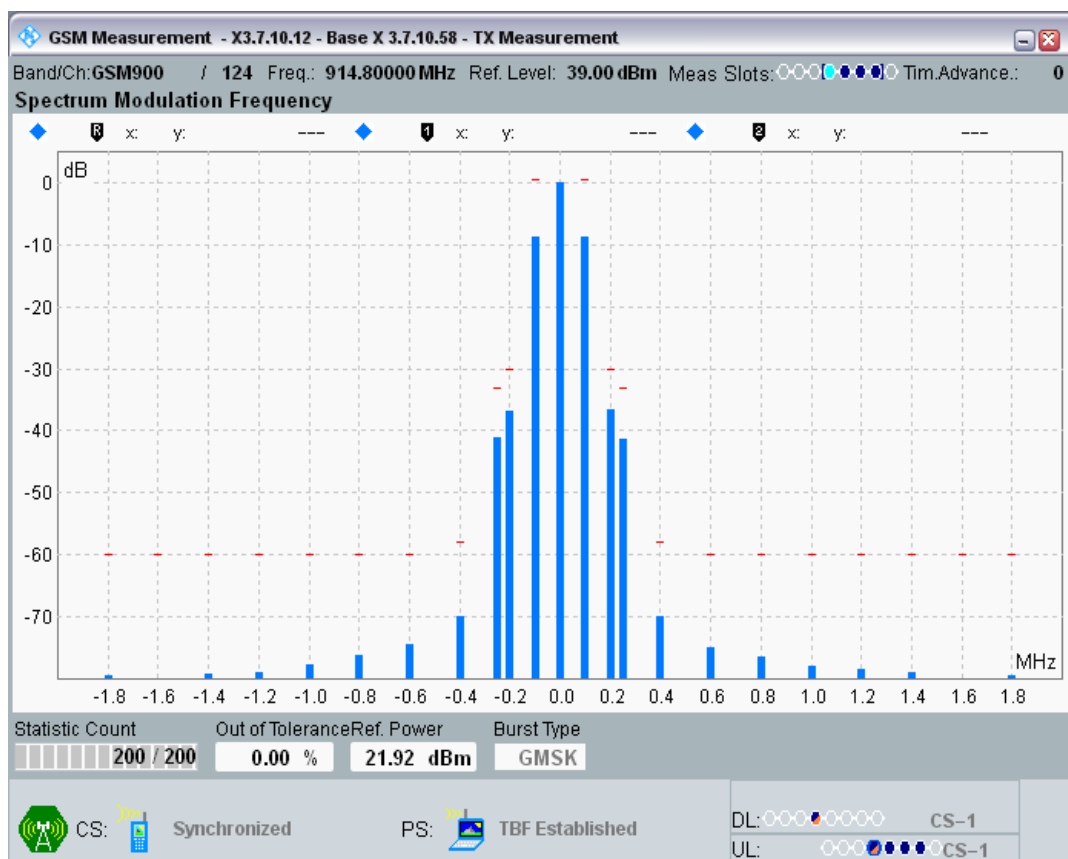 GSM Measurement - X3.7.10.12 - Base X 3.7.10.58 - TX Measurement
Band/Ch:GSM900 / 124 Freq.: 914.80000 MHz Ref. Level: 39.00 dBm Meas Slots: Tim.Advance.: 0
Spectrum Modulation Frequency
R x: y: --- 1 x: y: --- 2 x: y: ---
dB
0
-10
-20
-30
-40
-50
-60
-70
MHz
-1.8 -1.6 -1.4 -1.2 -1.0 -0.8 -0.6 -0.4 -0.2 0.0 0.2 0.4 0.6 0.8 1.0 1.2 1.4 1.6 1.8
Statistic Count Out of Tolerance Ref. Power Burst Type
200 / 200 0.00 % 21.92 dBm GMSK
CS: Synchronized PS: TBF Established
DL: CS-1
UL: CS-1